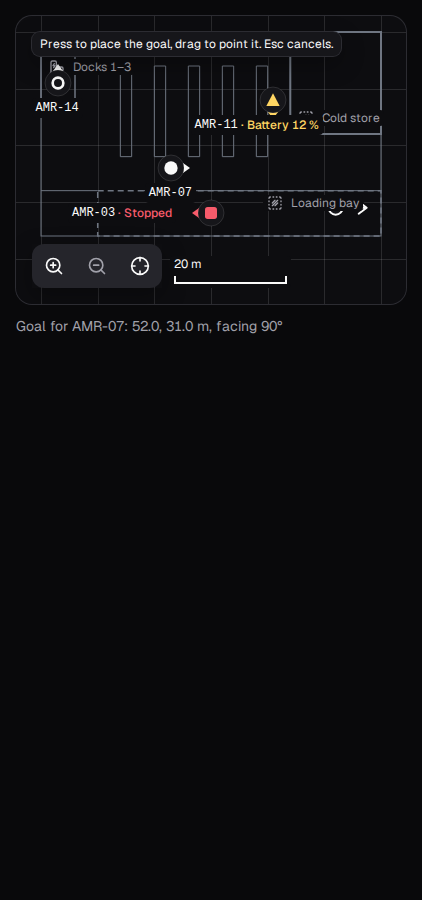 Press to place the goal, drag to point it. Esc cancels.
Docks 1–3
AMR-14
Cold store
AMR-11 · Battery 12 %
AMR-07
Loading bay
AMR-03 · Stopped
20 m
Goal for AMR-07: 52.0, 31.0 m, facing 90°